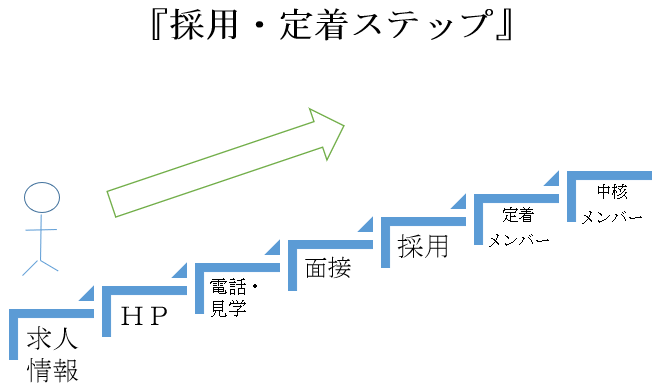 『採用・定着ステップ』
求人
情報
ＨＰ
電話・
見学
面接
採用
定着
メンバー
中核
メンバー